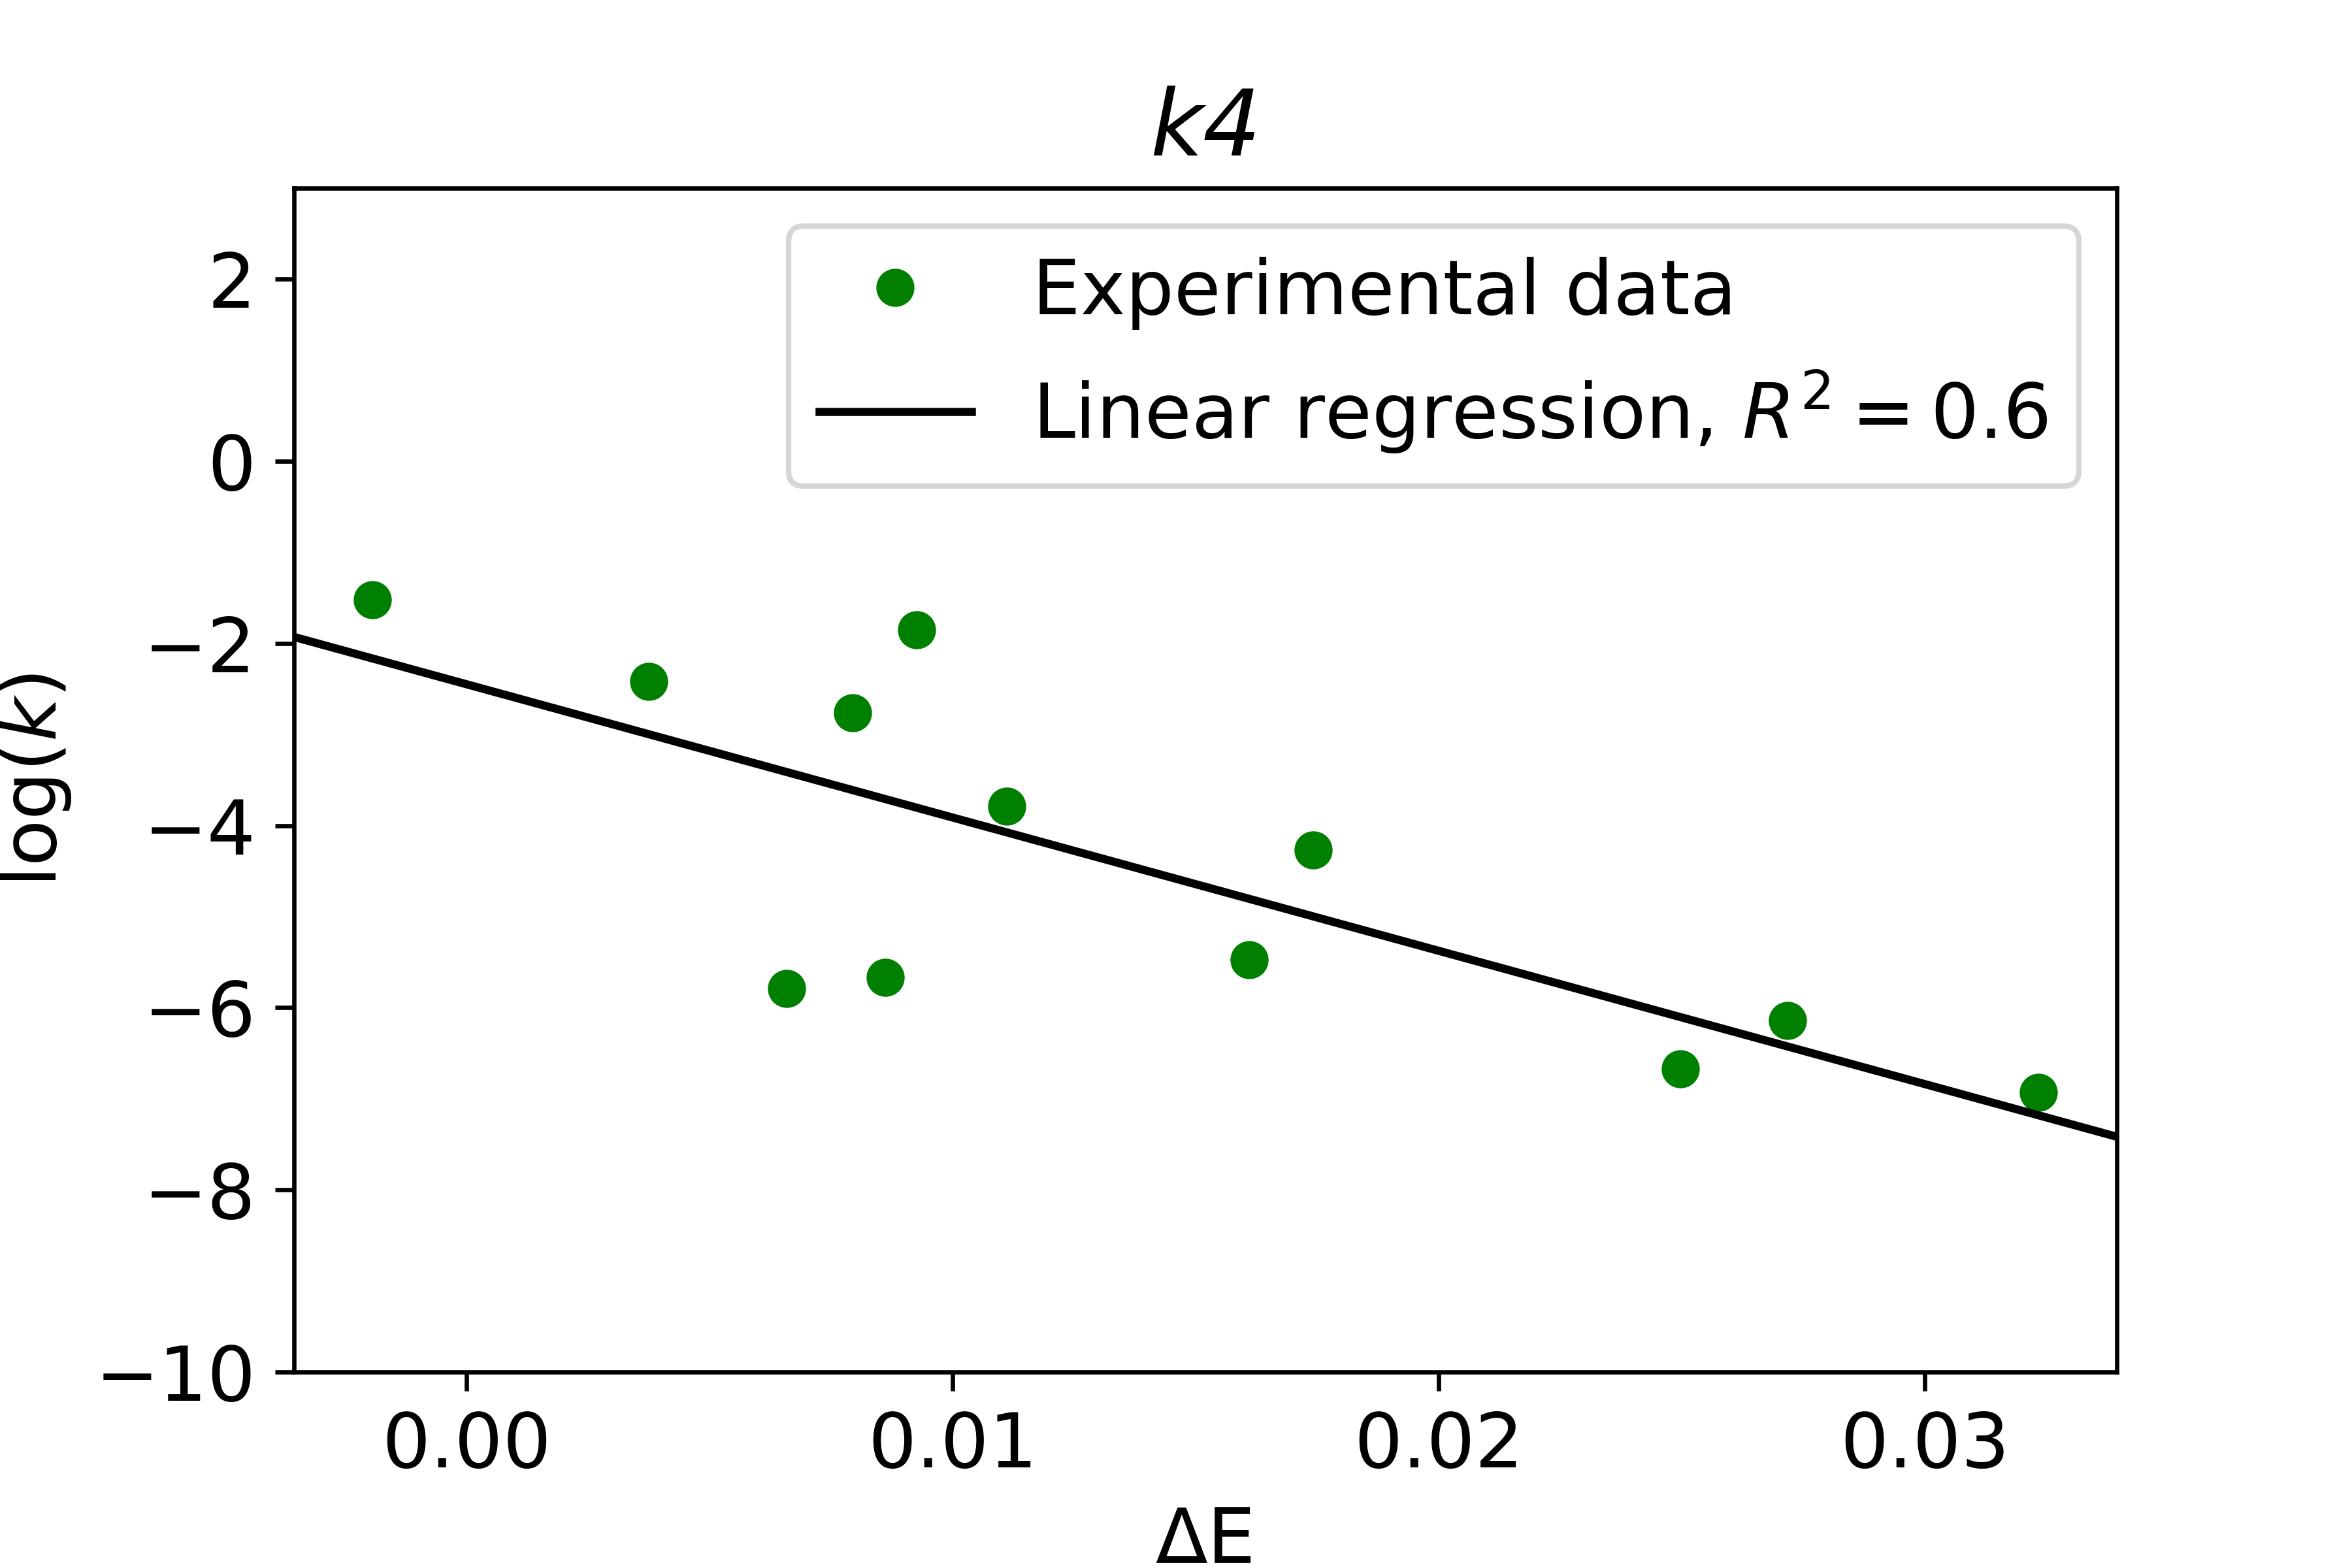 k4
Experimental data
Linear regression, R² = 0.6
log(k)
2
0
−2
−4
−6
−8
−10
0.00 0.01 0.02 0.03
ΔE